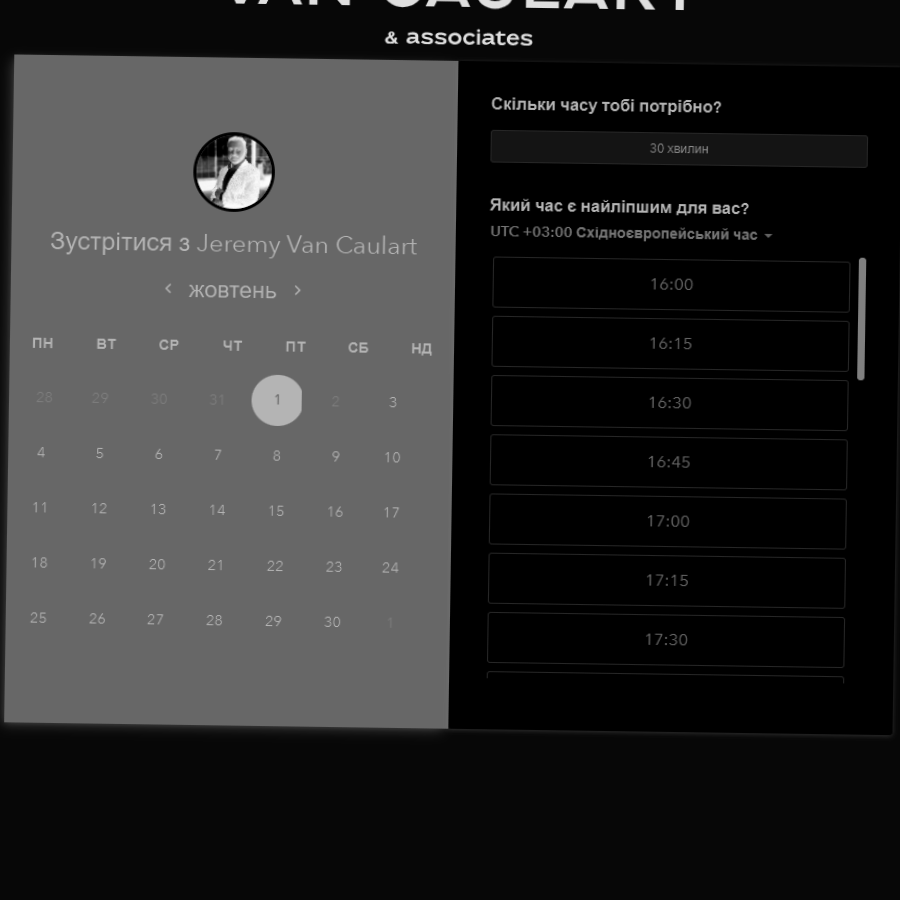 VAN CAULART
& associates
Зустрітися з Jeremy Van Caulart
жовтень
ПН ВТ СР ЧТ ПТ СБ НД
28 29 30 31 1 2 3
4 5 6 7 8 9 10
11 12 13 14 15 16 17
18 19 20 21 22 23 24
25 26 27 28 29 30 1
Скільки часу тобі потрібно?
30 хвилин
Який час є найліпшим для вас?
UTC +03:00 Східноєвропейський час
16:00
16:15
16:30
16:45
17:00
17:15
17:30